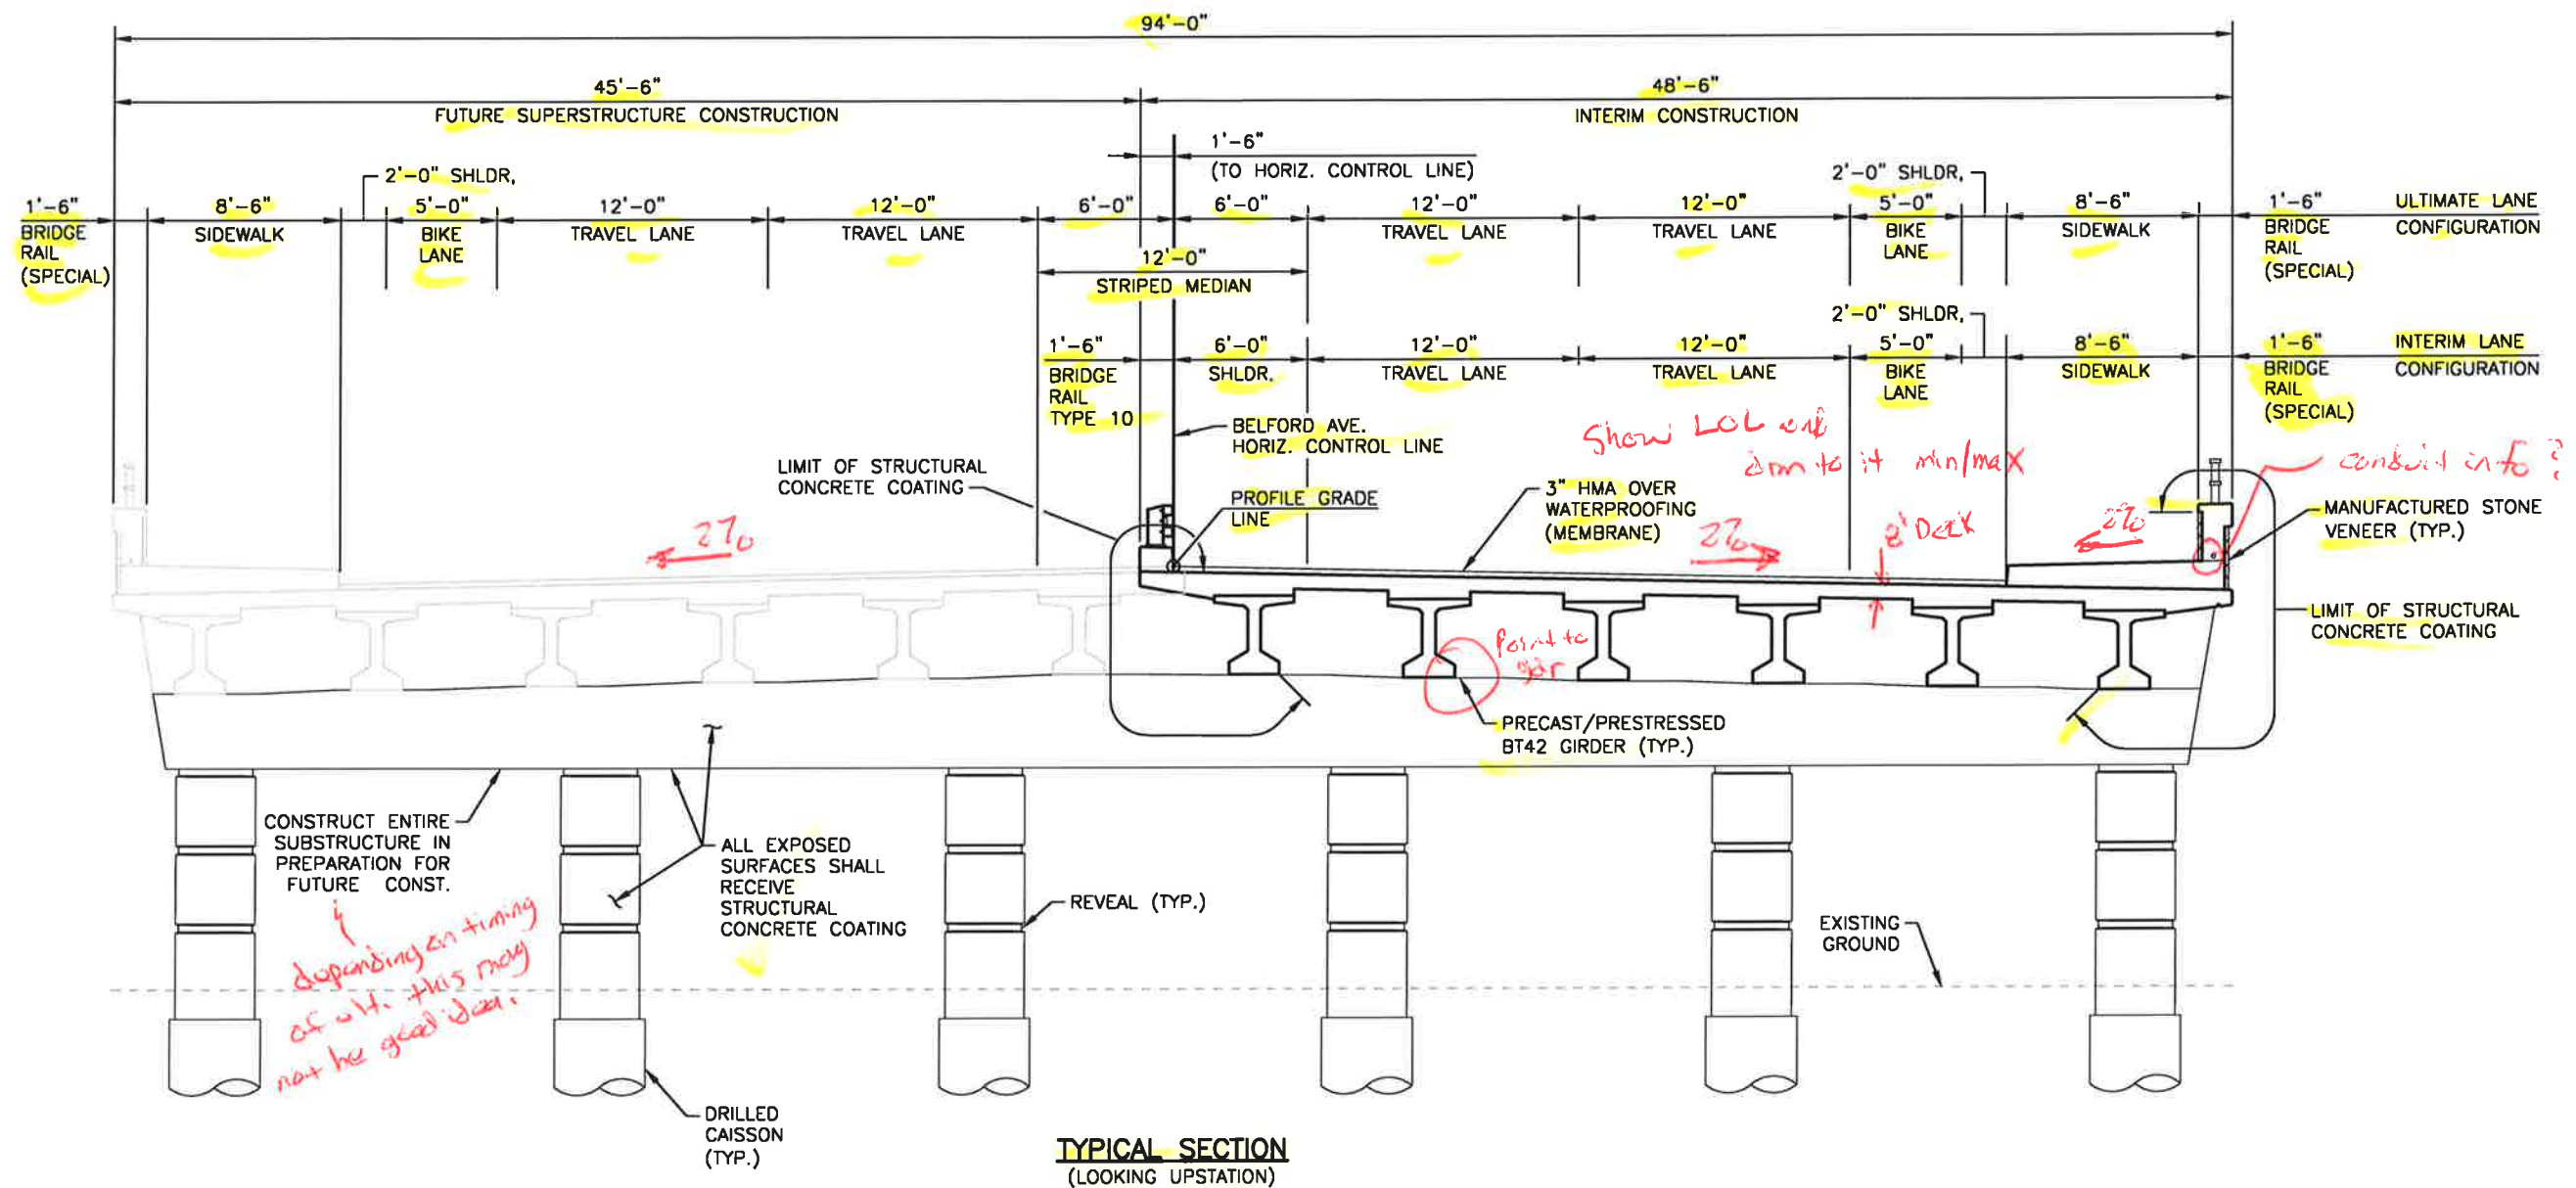 94'-0"
45'-6"
FUTURE SUPERSTRUCTURE CONSTRUCTION
48'-6"
INTERIM CONSTRUCTION
1'-6"
(TO HORIZ. CONTROL LINE)
2'-0" SHLDR,
2'-0" SHLDR,
1'-6"
BRIDGE
RAIL
(SPECIAL)
8'-6"
SIDEWALK
5'-0"
BIKE
LANE
12'-0"
TRAVEL LANE
12'-0"
TRAVEL LANE
6'-0"
6'-0"
12'-0"
TRAVEL LANE
12'-0"
TRAVEL LANE
5'-0"
BIKE
LANE
8'-6"
SIDEWALK
1'-6"
BRIDGE
RAIL
(SPECIAL)
ULTIMATE LANE
CONFIGURATION
12'-0"
STRIPED MEDIAN
2'-0" SHLDR,
1'-6"
BRIDGE
RAIL
TYPE 10
6'-0"
SHLDR.
12'-0"
TRAVEL LANE
12'-0"
TRAVEL LANE
5'-0"
BIKE
LANE
8'-6"
SIDEWALK
1'-6"
BRIDGE
RAIL
(SPECIAL)
INTERIM LANE
CONFIGURATION
BELFORD AVE.
HORIZ. CONTROL LINE
Show LOL and
dim to it min/max
conduit info?
LIMIT OF STRUCTURAL
CONCRETE COATING
PROFILE GRADE
LINE
3" HMA OVER
WATERPROOFING
(MEMBRANE)
MANUFACTURED STONE
VENEER (TYP.)
2%
2%
8" Deck
2%
LIMIT OF STRUCTURAL
CONCRETE COATING
Point to
gdr
PRECAST/PRESTRESSED
BT42 GIRDER (TYP.)
CONSTRUCT ENTIRE
SUBSTRUCTURE IN
PREPARATION FOR
FUTURE CONST.
depending on timing
of ult. this may
not be good idea.
ALL EXPOSED
SURFACES SHALL
RECEIVE
STRUCTURAL
CONCRETE COATING
REVEAL (TYP.)
EXISTING
GROUND
DRILLED
CAISSON
(TYP.)
TYPICAL SECTION
(LOOKING UPSTATION)